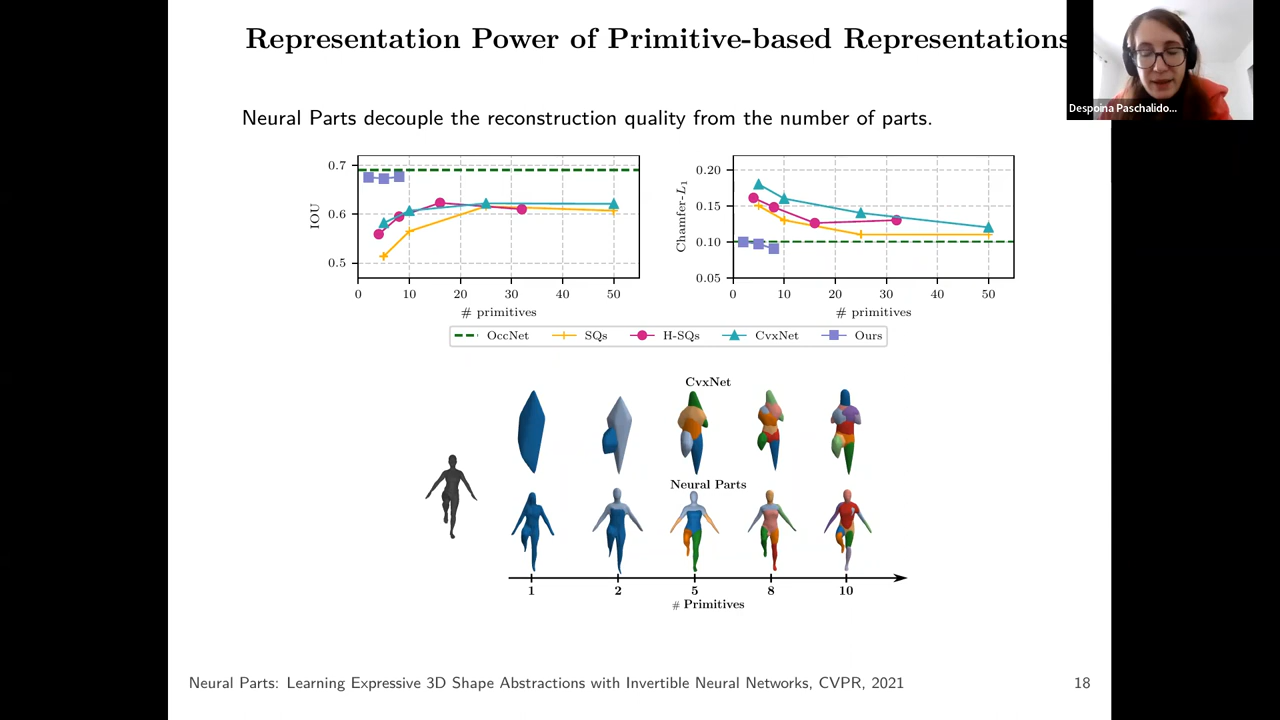 Representation Power of Primitive-based Representations
Despoina Paschalido...
Neural Parts decouple the reconstruction quality from the number of parts.
0.7
0.6
0.5
IOU
0 10 20 30 40 50
# primitives
0.20
0.15
0.10
0.05
Chamfer-L1
0 10 20 30 40 50
# primitives
OccNet SQs H-SQs CvxNet Ours
CvxNet
Neural Parts
1 2 5 8 10
# Primitives
Neural Parts: Learning Expressive 3D Shape Abstractions with Invertible Neural Networks, CVPR, 2021
18